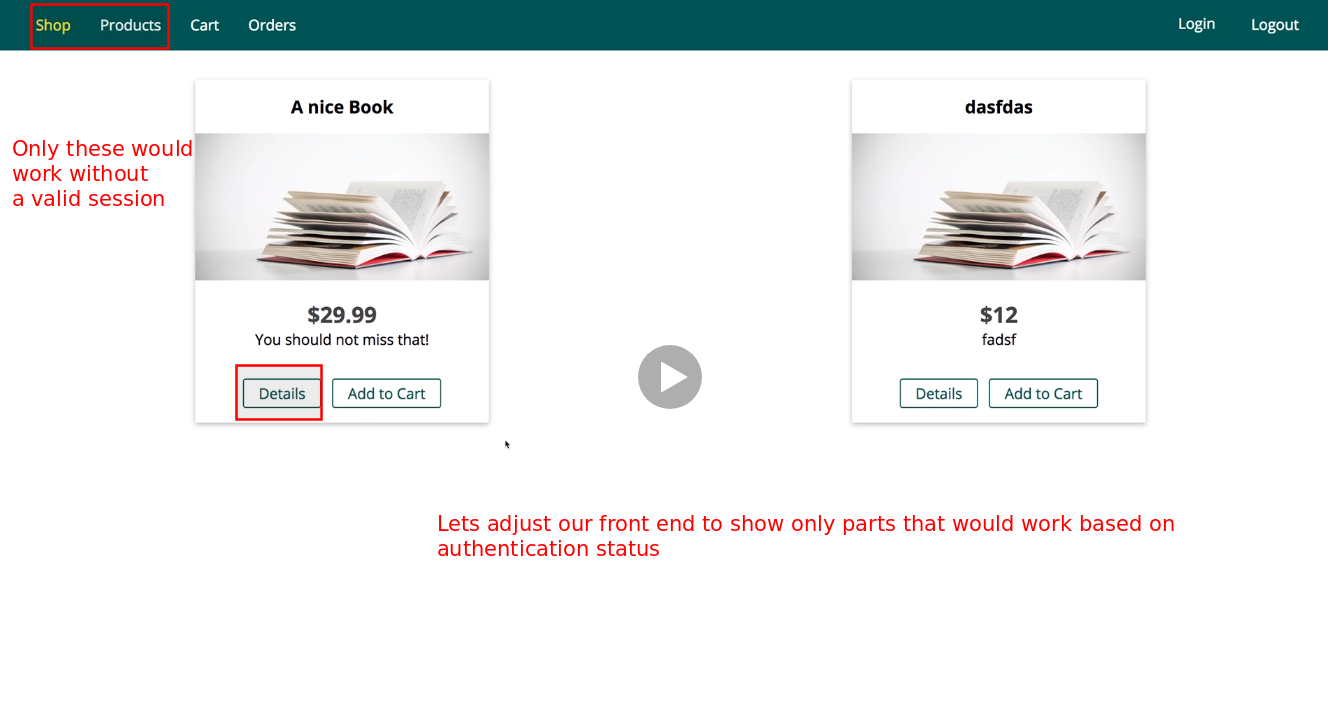 Shop Products Cart Orders Login Logout
A nice Book
dasfdas
Only these would
work without
a valid session
$29.99
You should not miss that!
$12
fadsf
Details Add to Cart
Details Add to Cart
Lets adjust our front end to show only parts that would work based on
authentication status